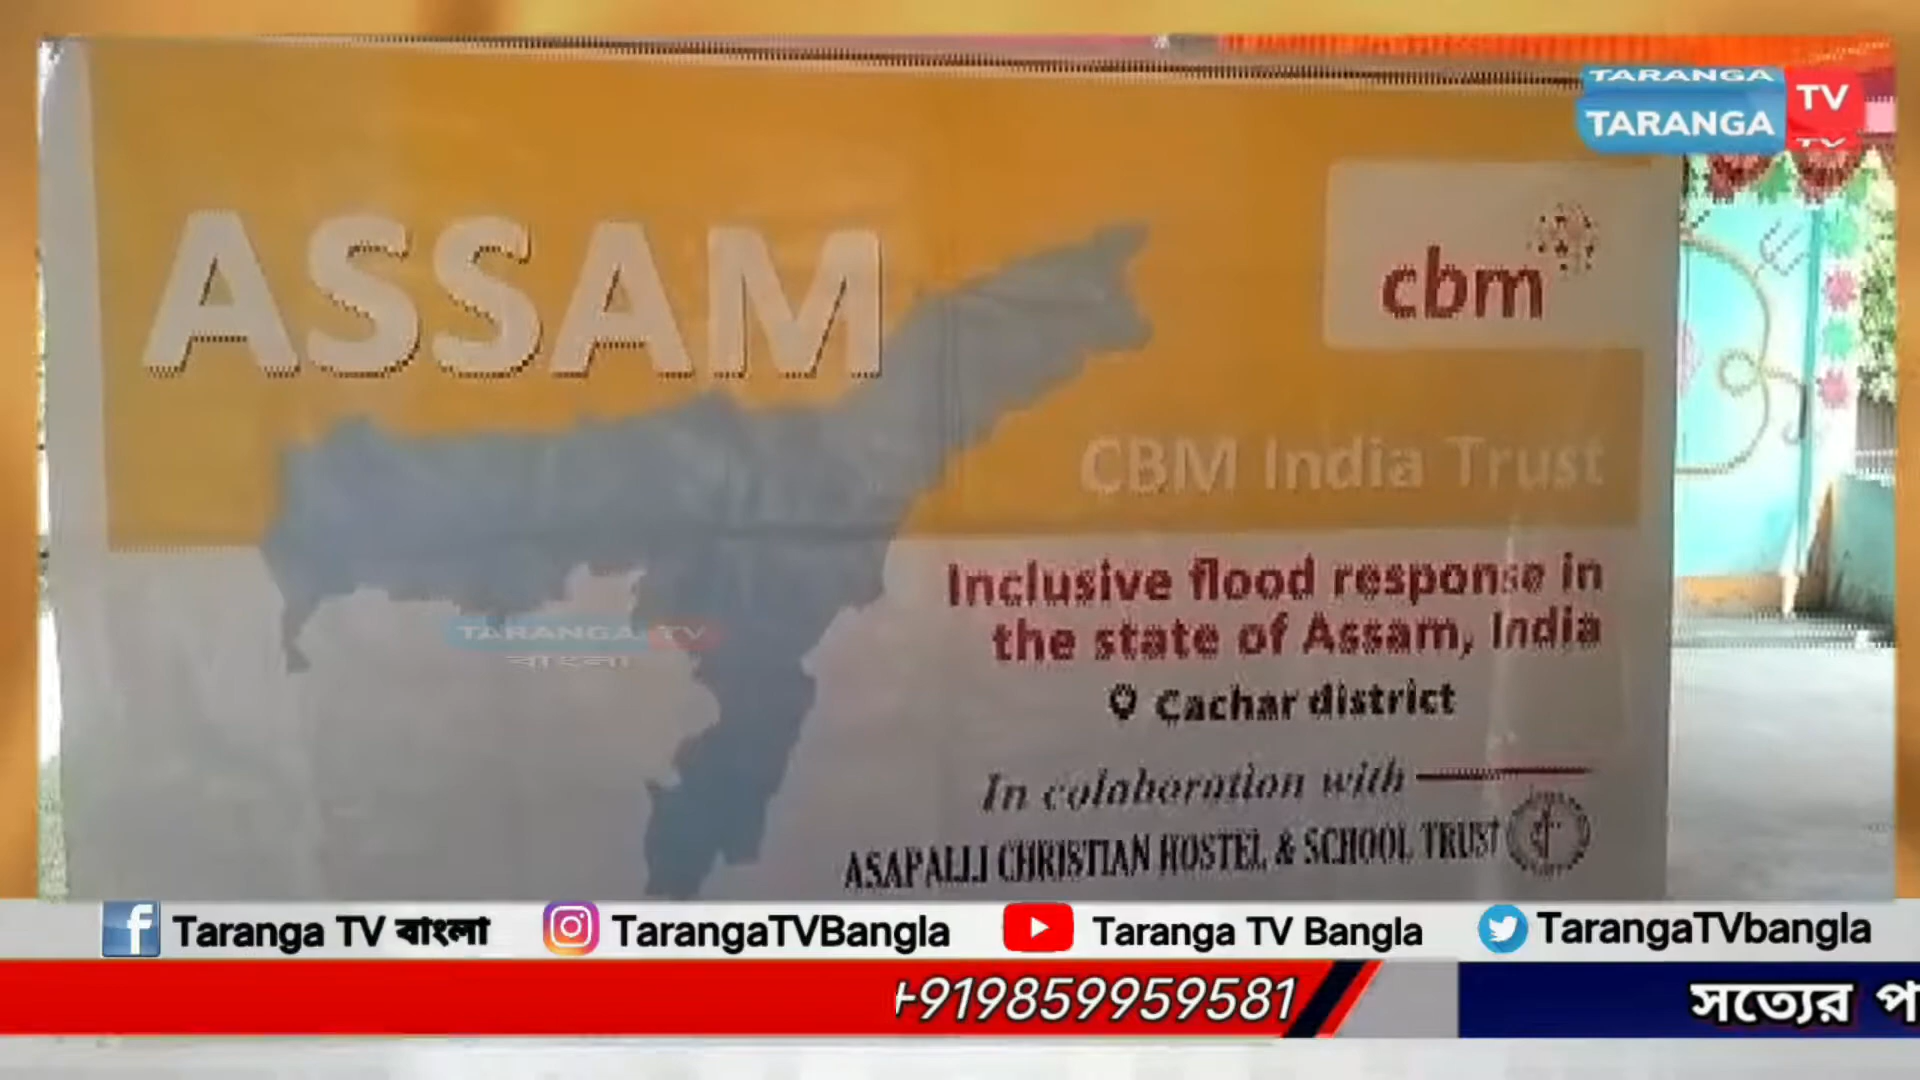 TARANGA TV
TARANGA TV
TV
ASSAM
cbm
CBM India Trust
Inclusive flood response in
the state of Assam, India
Cachar district
In colaboration with
ASAPALLI CHRISTIAN HOSTEL & SCHOOL TRUST
TARANGA TV
বাংলা
Taranga TV বাংলা
TarangaTVBangla
Taranga TV Bangla
TarangaTVbangla
+919859959581
সত্যের প